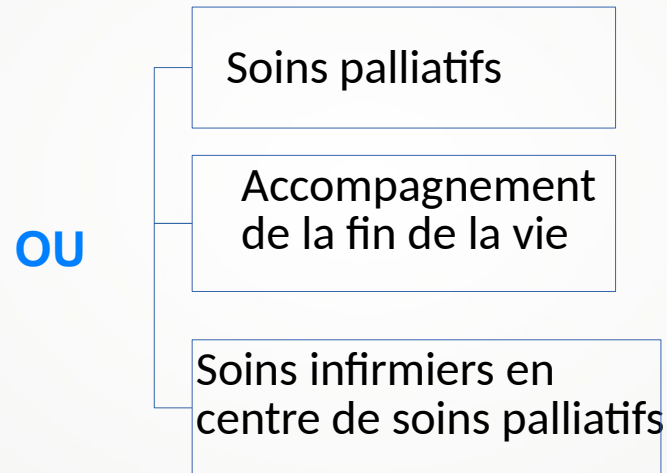 Soins palliatifs
Accompagnement
de la fin de la vie
OU
Soins infirmiers en
centre de soins palliatifs